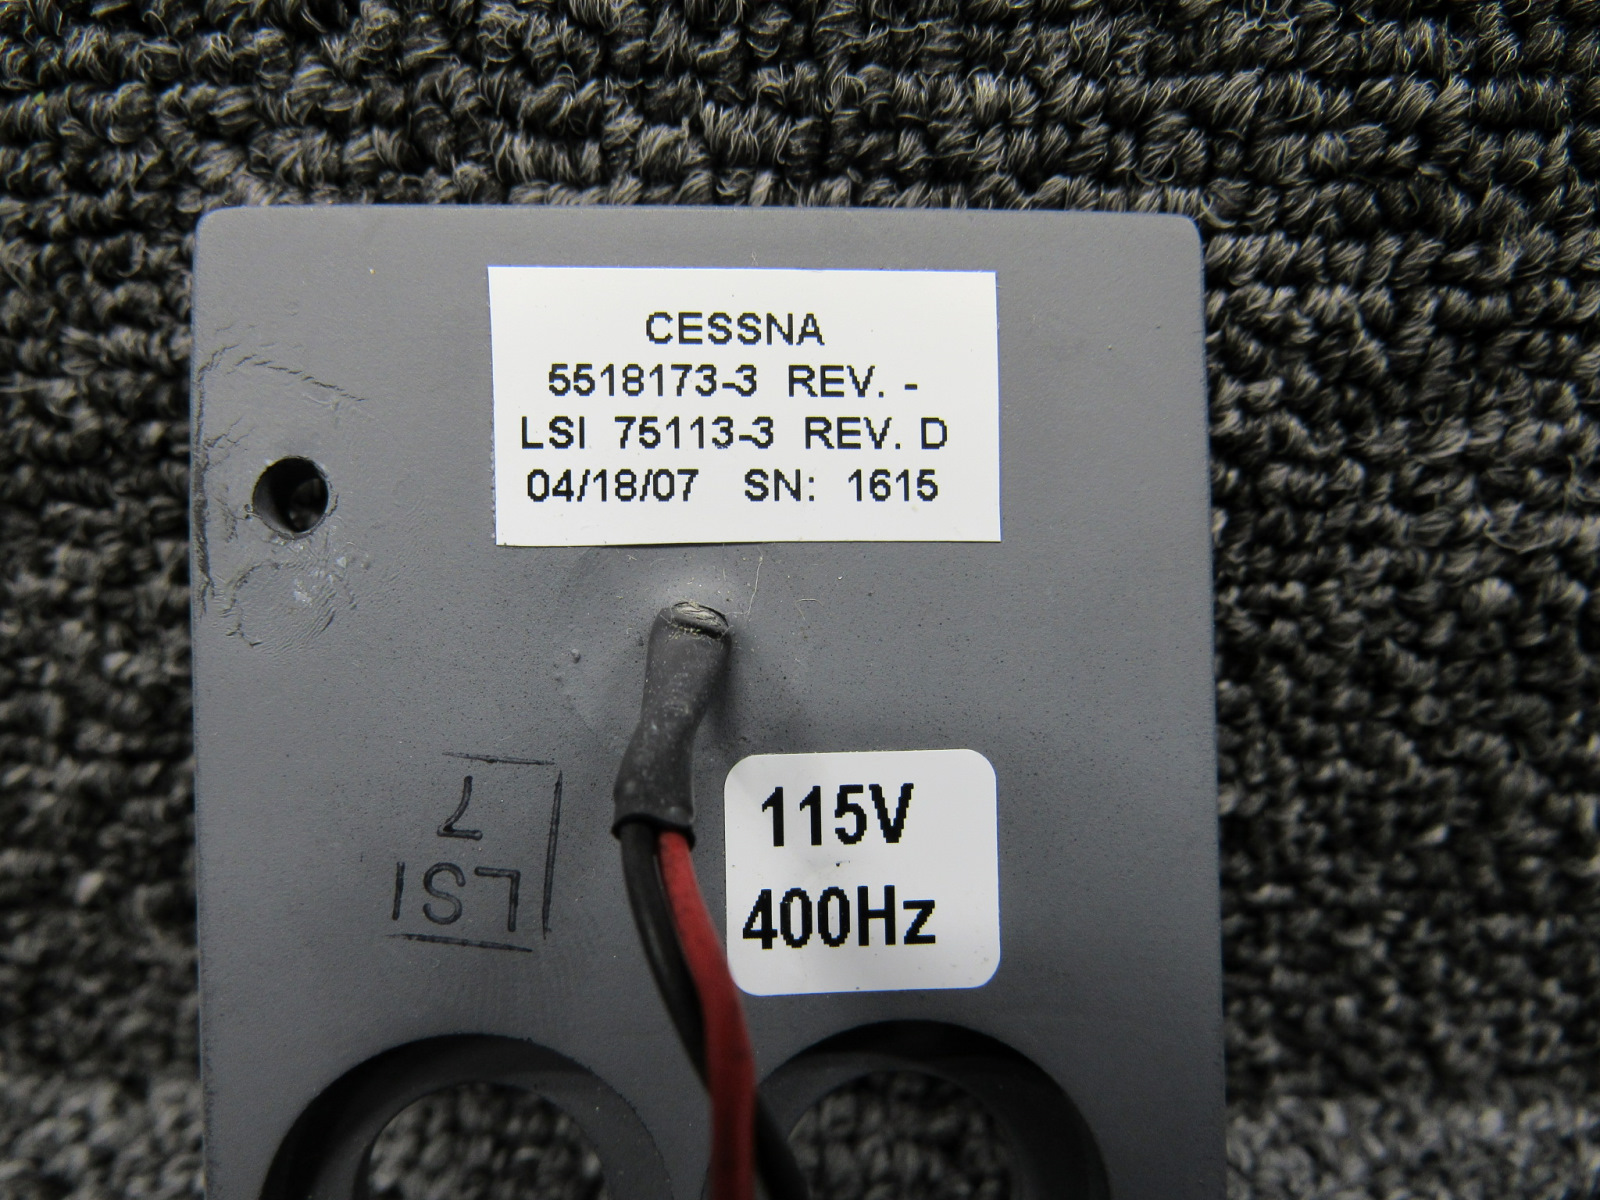 CESSNA
5518173-3 REV. -
LSI 75113-3 REV. D
04/18/07 SN: 1615
115V
400Hz
LSI
7